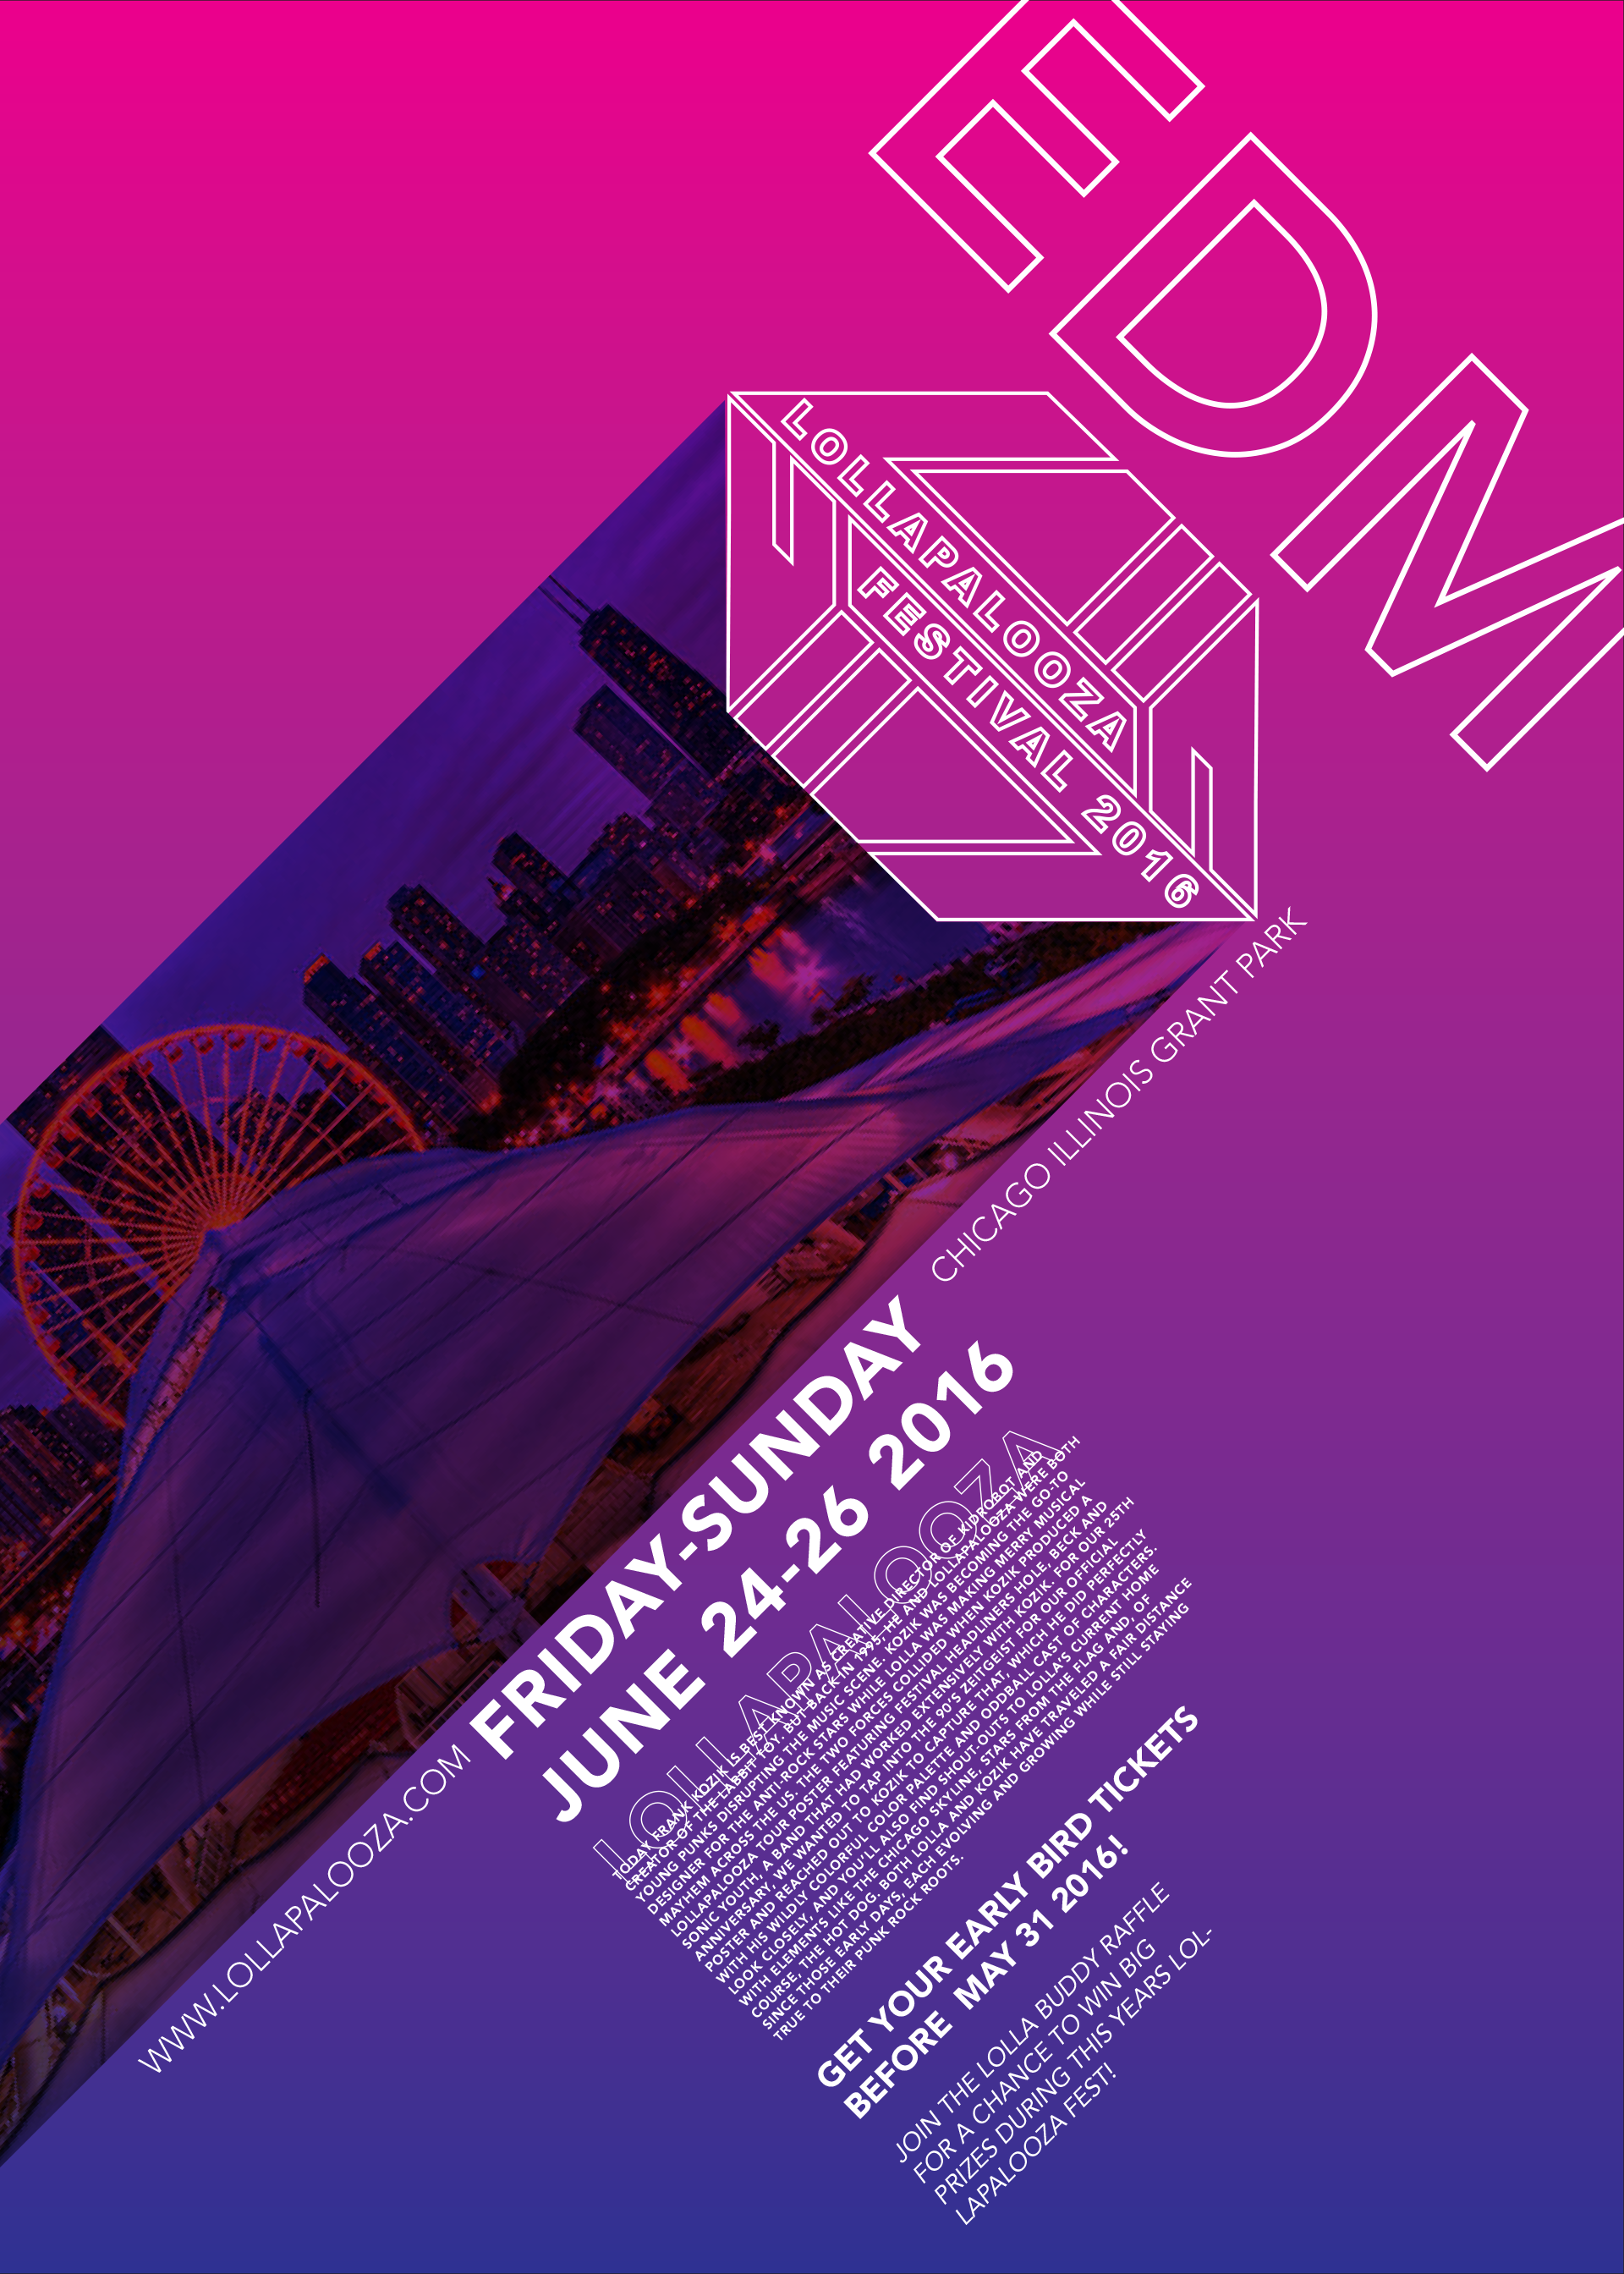 EDM
LOLLAPALOOZA
FESTIVAL 2016
CHICAGO ILLINOIS GRANT PARK
WWW.LOLLAPALOOZA.COM
FRIDAY-SUNDAY
JUNE 24-26 2016
LOLLAPALOOZA
TODAY FRANK KOZIK IS BEST KNOWN AS CREATIVE DIRECTOR OF KIDROBOT AND
CREATOR OF THE LABBIT TOY. BUT BACK IN 1995, HE AND LOLLAPALOOZA WERE BOTH
YOUNG PUNKS DISRUPTING THE MUSIC SCENE. KOZIK WAS BECOMING THE GO-TO
DESIGNER FOR THE ANTI-ROCK STARS WHILE LOLLA WAS MAKING MERRY MUSICAL
MAYHEM ACROSS THE US. THE TWO FORCES COLLIDED WHEN KOZIK PRODUCED A
LOLLAPALOOZA TOUR POSTER FEATURING FESTIVAL HEADLINERS HOLE, BECK AND
SONIC YOUTH, A BAND THAT HAD WORKED EXTENSIVELY WITH KOZIK. FOR OUR 25TH
ANNIVERSARY, WE WANTED TO TAP INTO THE 90'S ZEITGEIST FOR OUR OFFICIAL
POSTER AND REACHED OUT TO KOZIK TO CAPTURE THAT, WHICH HE DID PERFECTLY
WITH HIS WILDLY COLORFUL COLOR PALETTE AND ODDBALL CAST OF CHARACTERS.
LOOK CLOSELY, AND YOU'LL ALSO FIND SHOUT-OUTS TO LOLLA'S CURRENT HOME
WITH ELEMENTS LIKE THE CHICAGO SKYLINE, STARS FROM THE FLAG AND, OF
COURSE, THE HOT DOG. BOTH LOLLA AND KOZIK HAVE TRAVELED A FAIR DISTANCE
SINCE THOSE EARLY DAYS, EACH EVOLVING AND GROWING WHILE STILL STAYING
TRUE TO THEIR PUNK ROCK ROOTS.
GET YOUR EARLY BIRD TICKETS
BEFORE MAY 31 2016!
JOIN THE LOLLA BUDDY RAFFLE
FOR A CHANCE TO WIN BIG
PRIZES DURING THIS YEARS LOL-
LAPALOOZA FEST!